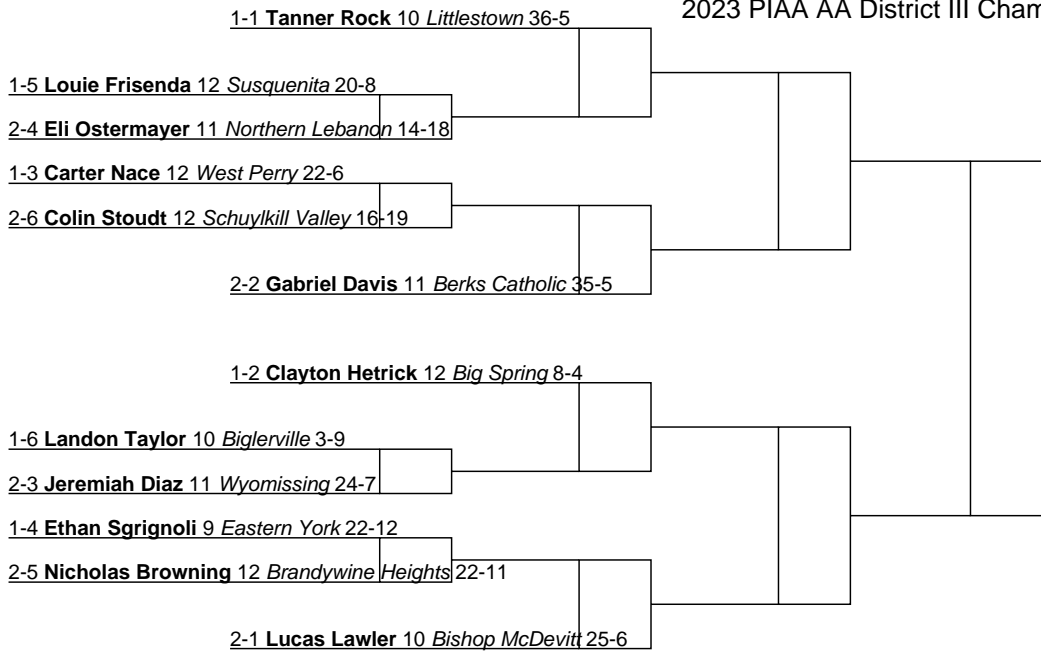 2023 PIAA AA District III Cham
1-1 Tanner Rock 10 Littlestown 36-5
1-5 Louie Frisenda 12 Susquenita 20-8
2-4 Eli Ostermayer 11 Northern Lebanon 14-18
1-3 Carter Nace 12 West Perry 22-6
2-6 Colin Stoudt 12 Schuylkill Valley 16-19
2-2 Gabriel Davis 11 Berks Catholic 35-5
1-2 Clayton Hetrick 12 Big Spring 8-4
1-6 Landon Taylor 10 Biglerville 3-9
2-3 Jeremiah Diaz 11 Wyomissing 24-7
1-4 Ethan Sgrignoli 9 Eastern York 22-12
2-5 Nicholas Browning 12 Brandywine Heights 22-11
2-1 Lucas Lawler 10 Bishop McDevitt 25-6